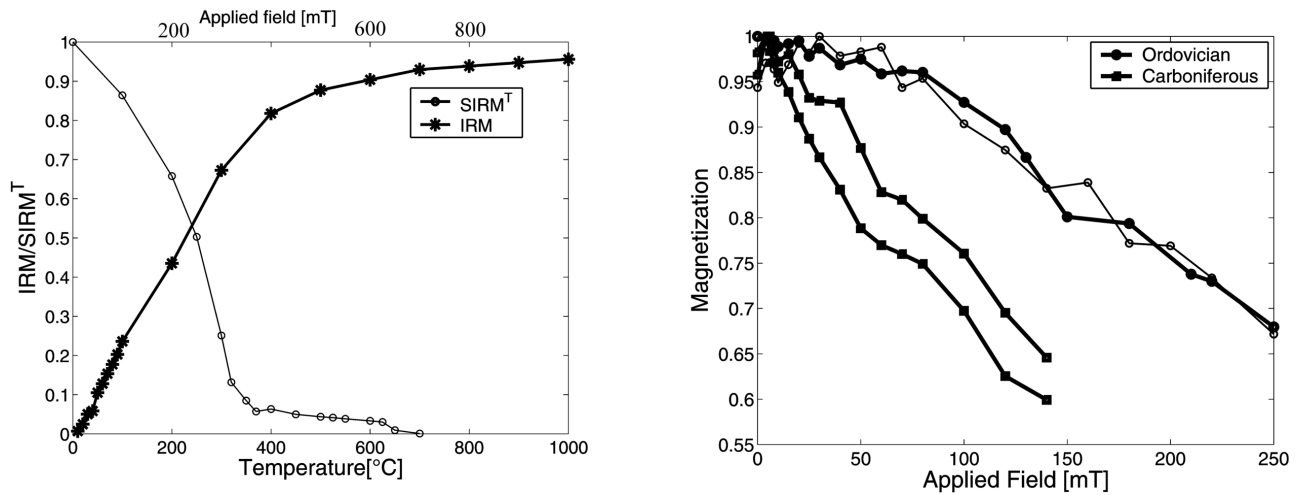 Applied field [mT]
200 400 600 800
1
0.9
0.8
0.7
0.6
0.5
0.4
0.3
0.2
0.1
0
IRM/SIRM^T
SIRM^T
IRM
0 200 400 600 800 1000
Temperature[°C]
1
0.95
0.9
0.85
0.8
0.75
0.7
0.65
0.6
0.55
Magnetization
Ordovician
Carboniferous
0 50 100 150 200 250
Applied Field [mT]